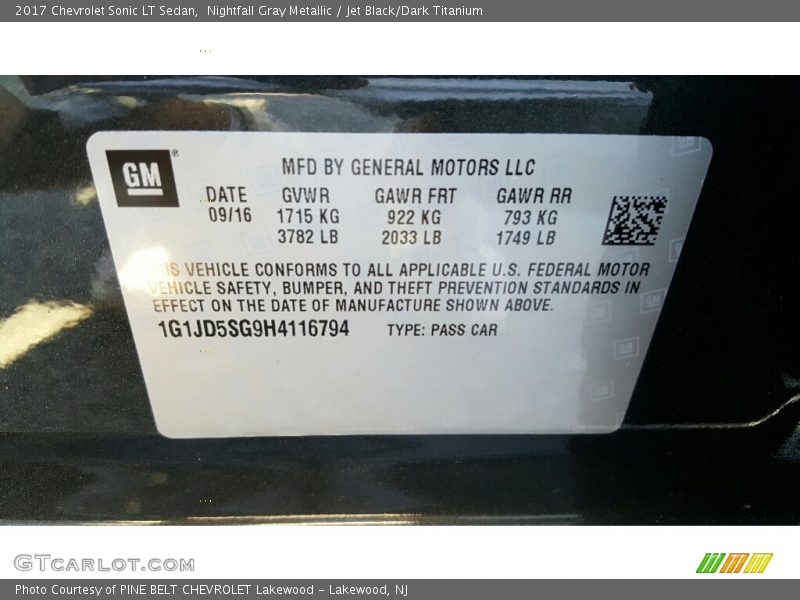 2017 Chevrolet Sonic LT Sedan,  Nightfall Gray Metallic / Jet Black/Dark Titanium
GM ®
MFD BY GENERAL MOTORS LLC
DATE GVWR GAWR FRT GAWR RR
09/16 1715 KG 922 KG 793 KG
3782 LB 2033 LB 1749 LB
THIS VEHICLE CONFORMS TO ALL APPLICABLE U.S. FEDERAL MOTOR
VEHICLE SAFETY, BUMPER, AND THEFT PREVENTION STANDARDS IN
EFFECT ON THE DATE OF MANUFACTURE SHOWN ABOVE.
1G1JD5SG9H4116794 TYPE: PASS CAR
GTCARLOT.COM
Photo Courtesy of PINE BELT CHEVROLET Lakewood - Lakewood, NJ